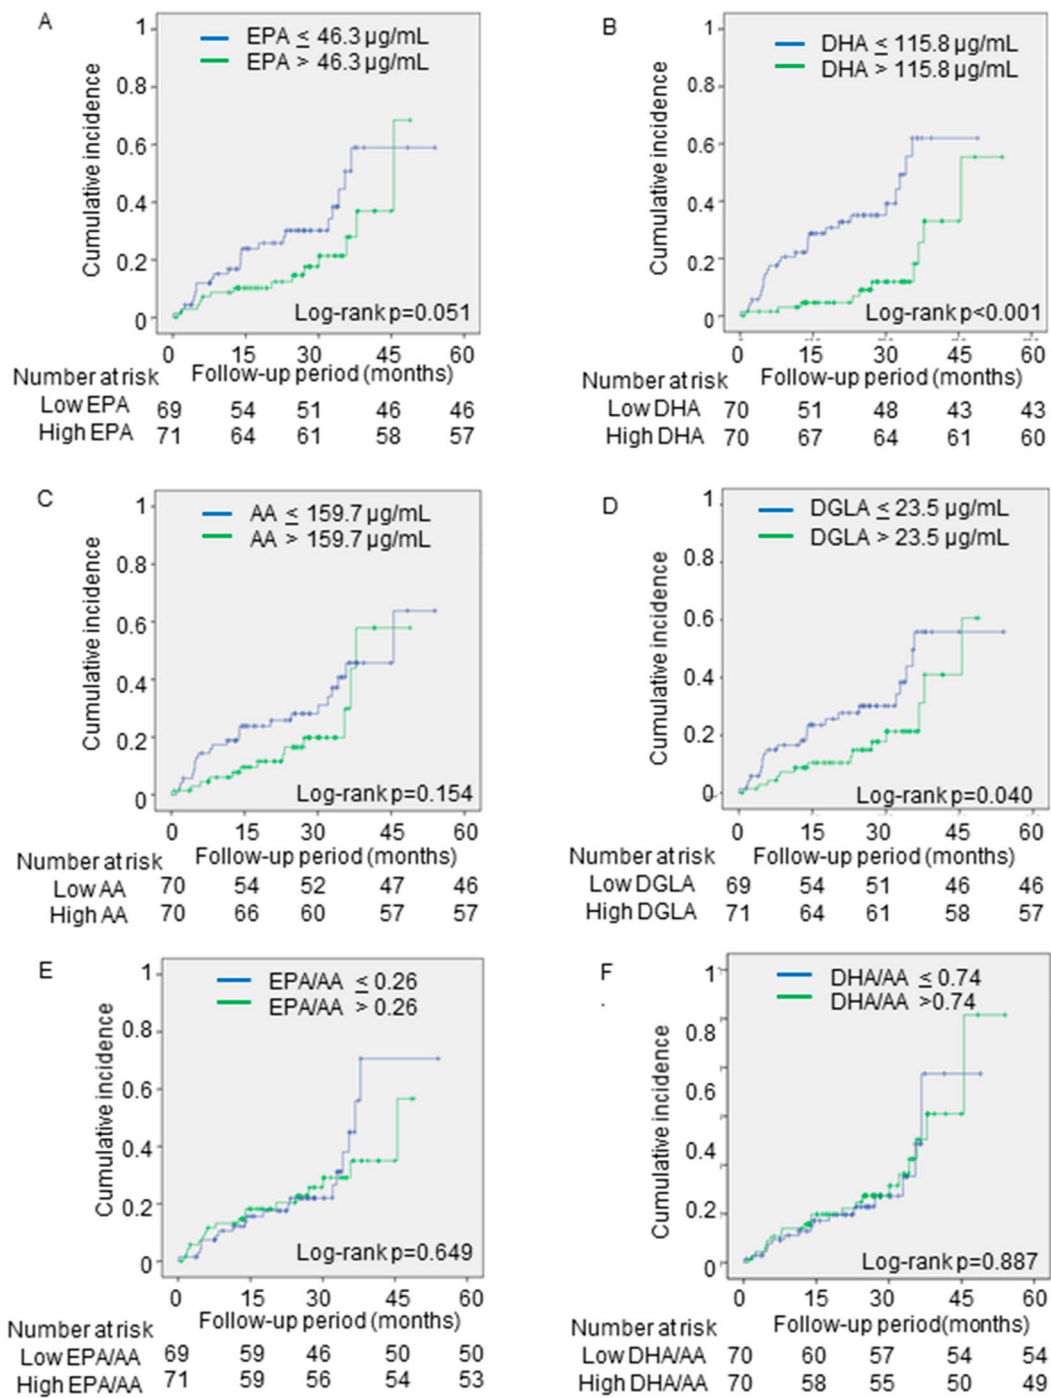 A
EPA ≤ 46.3 µg/mL
EPA > 46.3 µg/mL
1
0.8
0.6
0.4
0.2
0
Cumulative incidence
Log-rank p=0.051
0 15 30 45 60
Number at risk Follow-up period (months)
Low EPA 69 54 51 46 46
High EPA 71 64 61 58 57
B
DHA ≤ 115.8 µg/mL
DHA > 115.8 µg/mL
1
0.8
0.6
0.4
0.2
0
Cumulative incidence
Log-rank p<0.001
0 15 30 45 60
Number at risk Follow-up period (months)
Low DHA 70 51 48 43 43
High DHA 70 67 64 61 60
C
AA ≤ 159.7 µg/mL
AA > 159.7 µg/mL
1
0.8
0.6
0.4
0.2
0
Cumulative incidence
Log-rank p=0.154
0 15 30 45 60
Number at risk Follow-up period (months)
Low AA 70 54 52 47 46
High AA 70 66 60 57 57
D
DGLA ≤ 23.5 µg/mL
DGLA > 23.5 µg/mL
1
0.8
0.6
0.4
0.2
0
Cumulative incidence
Log-rank p=0.040
0 15 30 45 60
Number at risk Follow-up period (months)
Low DGLA 69 54 51 46 46
High DGLA 71 64 61 58 57
E
EPA/AA ≤ 0.26
EPA/AA > 0.26
1
0.8
0.6
0.4
0.2
0
Cumulative incidence
Log-rank p=0.649
0 15 30 45 60
Number at risk Follow-up period (months)
Low EPA/AA 69 59 46 50 50
High EPA/AA 71 59 56 54 53
F
DHA/AA ≤ 0.74
DHA/AA >0.74
1
0.8
0.6
0.4
0.2
0
Cumulative incidence
Log-rank p=0.887
0 15 30 45 60
Number at risk Follow-up period (months)
Low DHA/AA 70 60 57 54 54
High DHA/AA 70 58 55 50 49